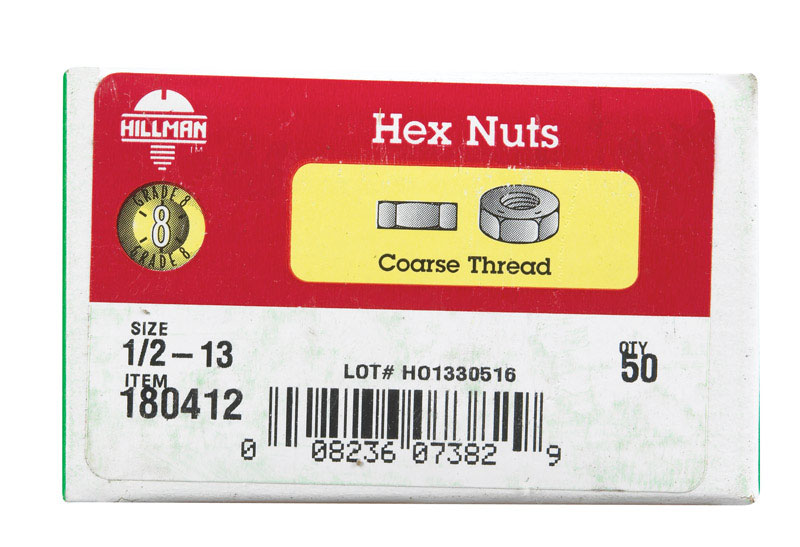 HILLMAN
TM
Hex Nuts
GRADE 8
8
GRADE 8
Coarse Thread
SIZE
1/2-13
ITEM
180412
LOT# HO1330516
QTY
50
0 08236 07382 9